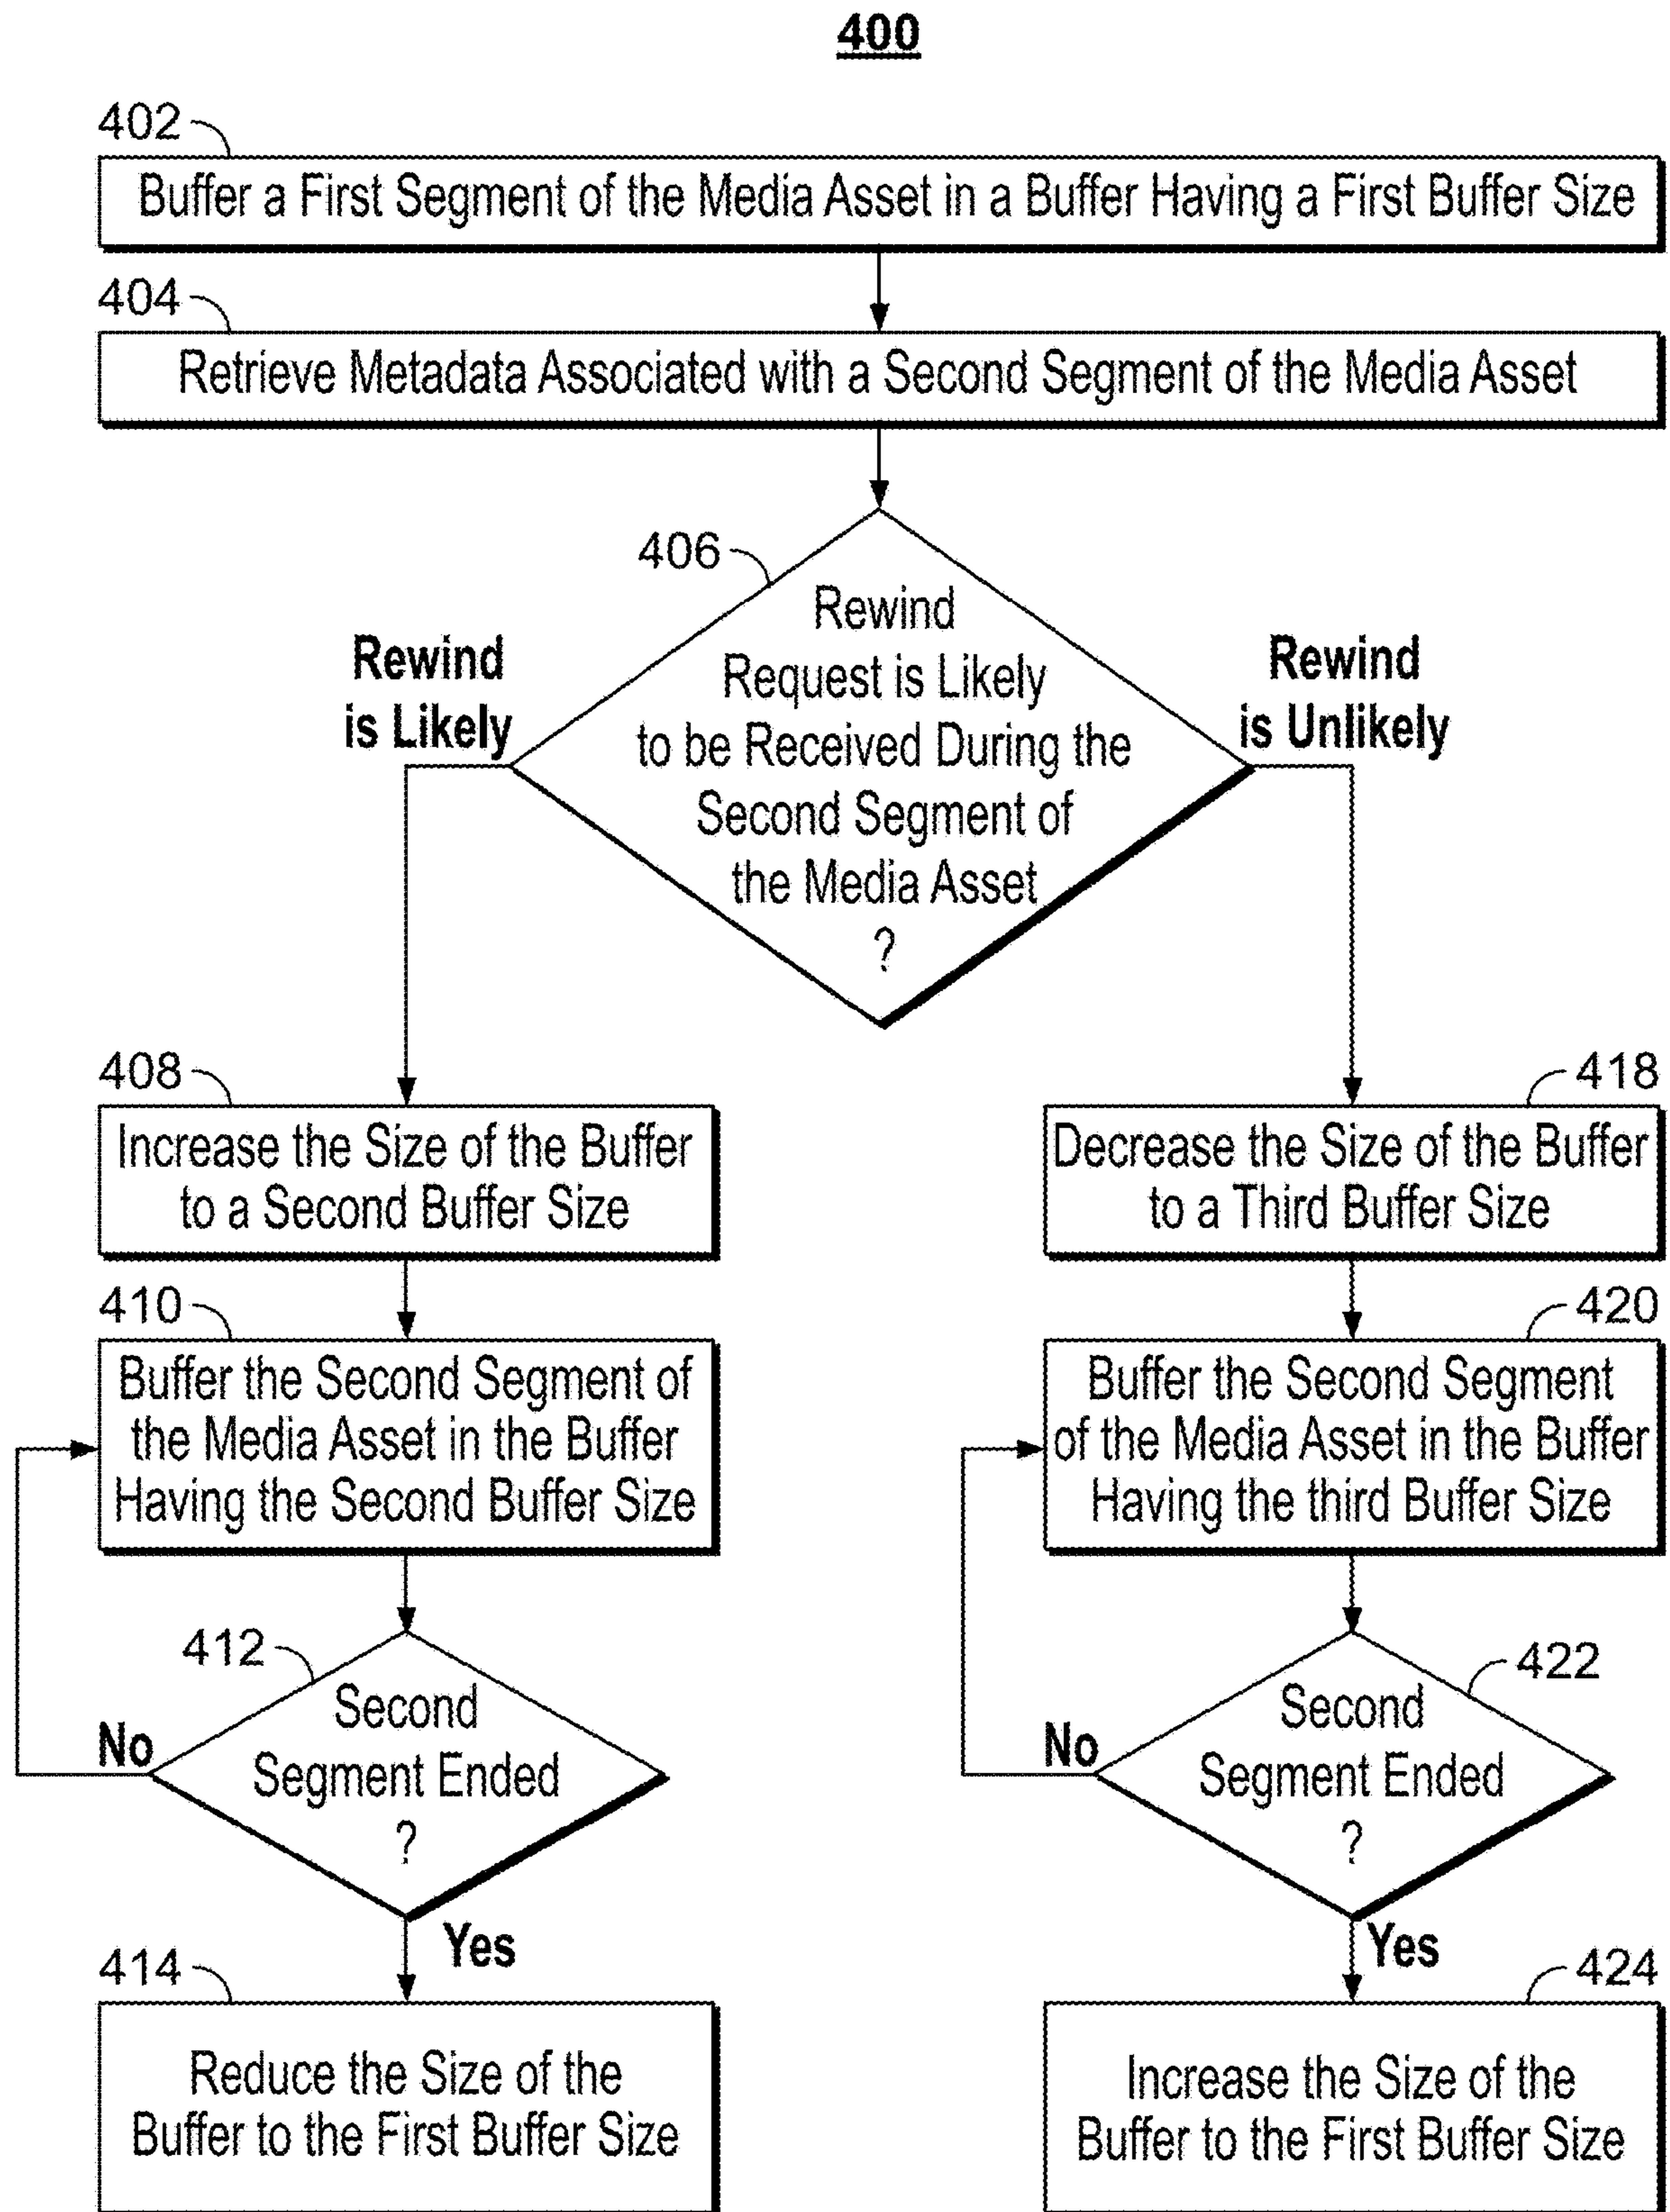 400
402
Buffer a First Segment of the Media Asset in a Buffer Having a First Buffer Size
404
Retrieve Metadata Associated with a Second Segment of the Media Asset
406
Rewind
Request is Likely
to be Received During the
Second Segment of
the Media Asset
?
Rewind
is Likely
Rewind
is Unlikely
408
Increase the Size of the Buffer
to a Second Buffer Size
410
Buffer the Second Segment of
the Media Asset in the Buffer
Having the Second Buffer Size
412
Second
Segment Ended
?
No
Yes
414
Reduce the Size of the
Buffer to the First Buffer Size
418
Decrease the Size of the Buffer
to a Third Buffer Size
420
Buffer the Second Segment
of the Media Asset in the Buffer
Having the third Buffer Size
422
Second
Segment Ended
?
No
Yes
424
Increase the Size of the
Buffer to the First Buffer Size